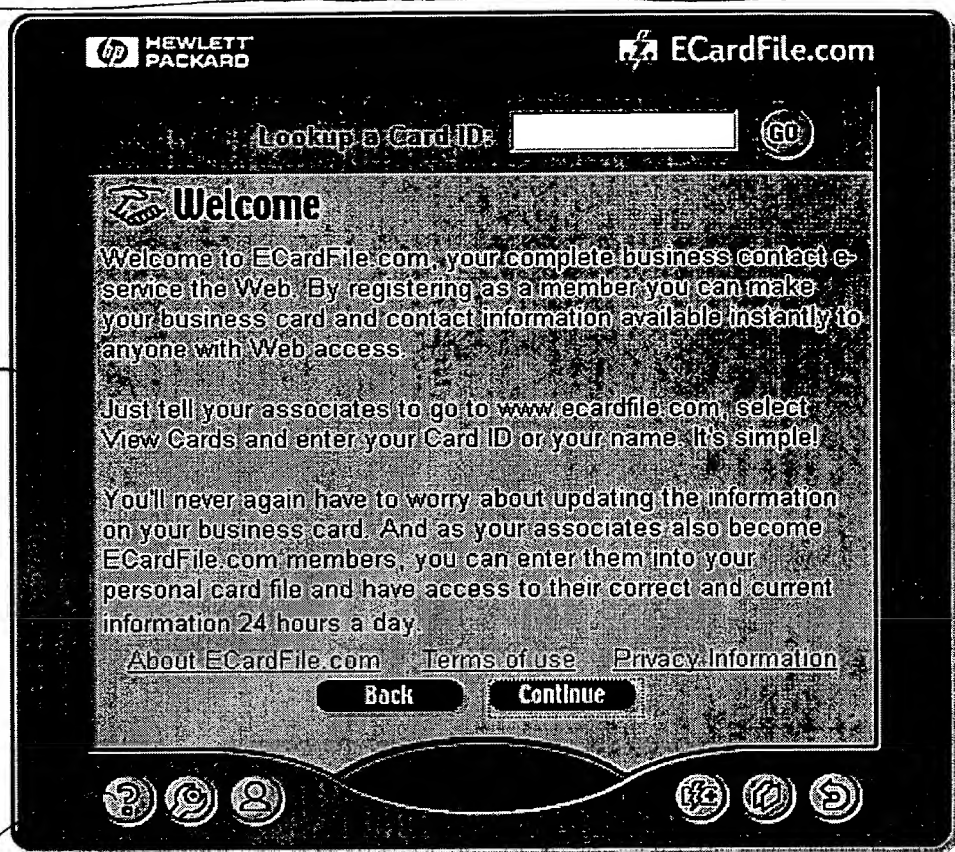 hp HEWLETT
PACKARD
ECardFile.com
Lookup a Card ID:
GO
Welcome
Welcome to ECardFile.com, your complete business contact e-
service the Web. By registering as a member you can make
your business card and contact information available instantly to
anyone with Web access.
Just tell your associates to go to www.ecardfile.com, select
View Cards and enter your Card ID or your name. It's simple!
You'll never again have to worry about updating the information
on your business card. And as your associates also become
ECardFile.com members, you can enter them into your
personal card file and have access to their correct and current
information 24 hours a day.
About ECardFile.com Terms of use Privacy Information
Back Continue
?